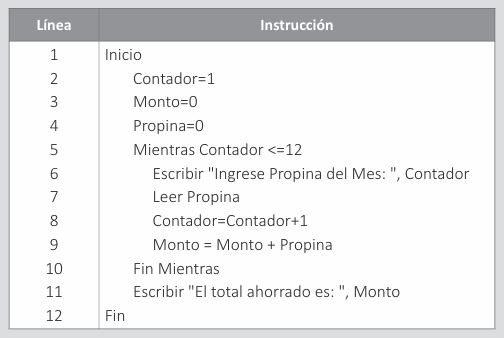 Línea Instrucción
1 Inicio
2 Contador=1
3 Monto=0
4 Propina=0
5 Mientras Contador <=12
6 Escribir "Ingrese Propina del Mes: ", Contador
7 Leer Propina
8 Contador=Contador+1
9 Monto = Monto + Propina
10 Fin Mientras
11 Escribir "El total ahorrado es: ", Monto
12 Fin